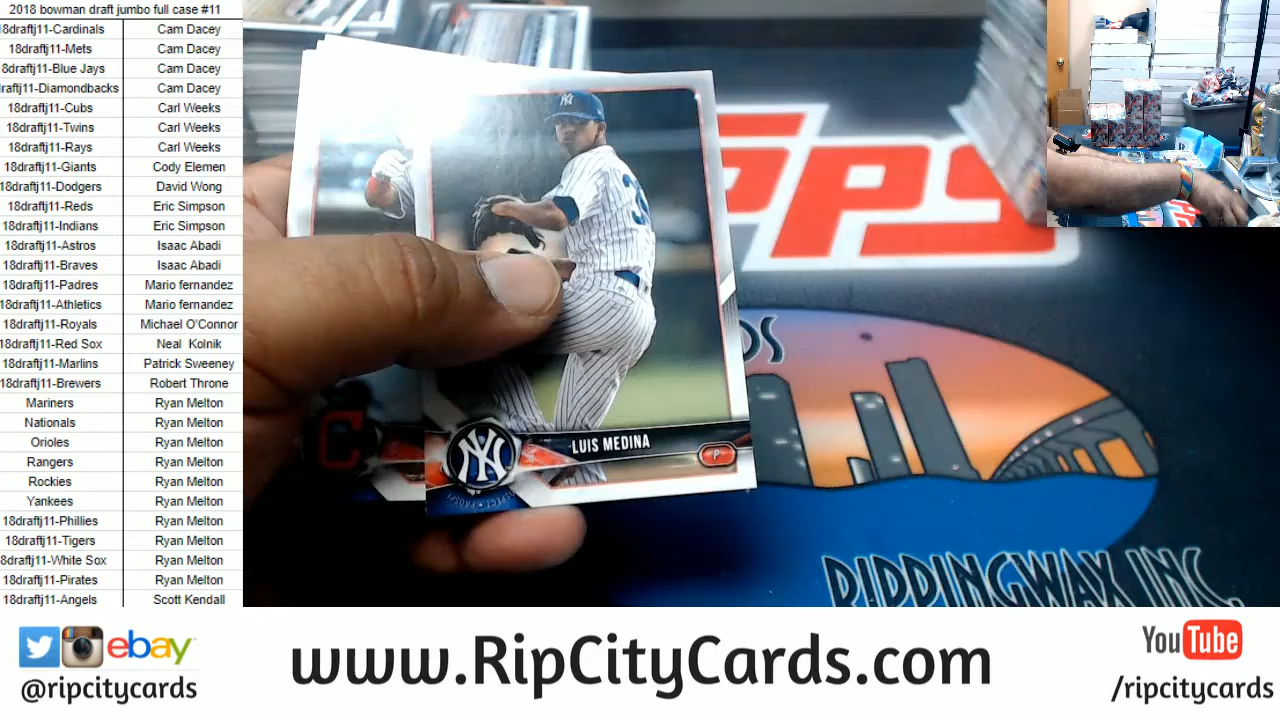 2018 bowman draft jumbo full case #11
18draftj11-Cardinals Cam Dacey
18draftj11-Mets Cam Dacey
8draftj11-Blue Jays Cam Dacey
raftj11-Diamondbacks Cam Dacey
18draftj11-Cubs Carl Weeks
18draftj11-Twins Carl Weeks
18draftj11-Rays Carl Weeks
18draftj11-Giants Cody Elemen
18draftj11-Dodgers David Wong
18draftj11-Reds Eric Simpson
18draftj11-Indians Eric Simpson
18draftj11-Astros Isaac Abadi
18draftj11-Braves Isaac Abadi
18draftj11-Padres Mario fernandez
18draftj11-Athletics Mario fernandez
18draftj11-Royals Michael O'Connor
18draftj11-Red Sox Neal Kolnik
18draftj11-Marlins Patrick Sweeney
18draftj11-Brewers Robert Throne
Mariners Ryan Melton
Nationals Ryan Melton
Orioles Ryan Melton
Rangers Ryan Melton
Rockies Ryan Melton
Yankees Ryan Melton
18draftj11-Phillies Ryan Melton
18draftj11-Tigers Ryan Melton
8draftj11-White Sox Ryan Melton
18draftj11-Pirates Ryan Melton
18draftj11-Angels Scott Kendall
NY
LUIS MEDINA
P
C
RIPPINGWAX INC.
ebay
@ripcitycards
www.RipCityCards.com
YouTube
/ripcitycards